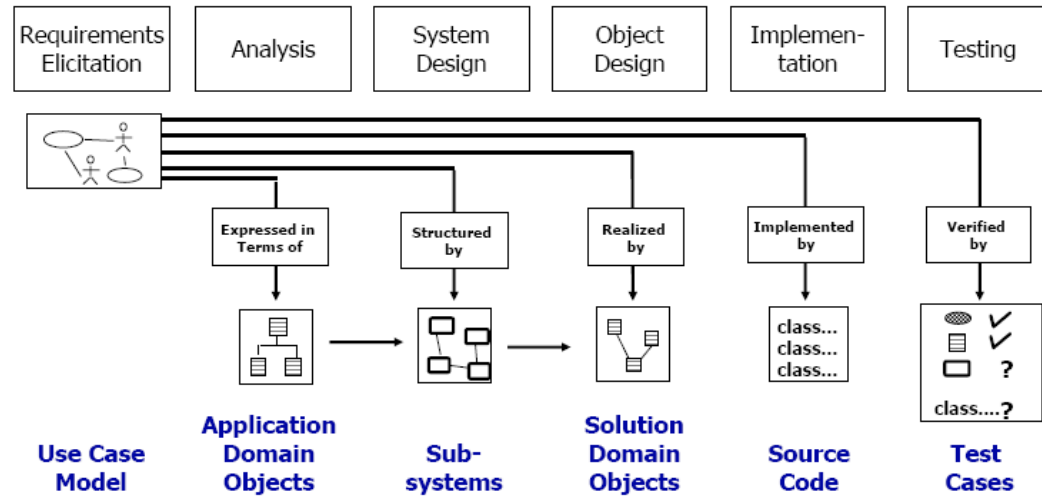 Requirements
Elicitation
Analysis
System
Design
Object
Design
Implemen-
tation
Testing
Expressed in
Terms of
Structured
by
Realized
by
Implemented
by
Verified
by
class...
class...
class...
?
class....?
Use Case
Model
Application
Domain
Objects
Sub-
systems
Solution
Domain
Objects
Source
Code
Test
Cases